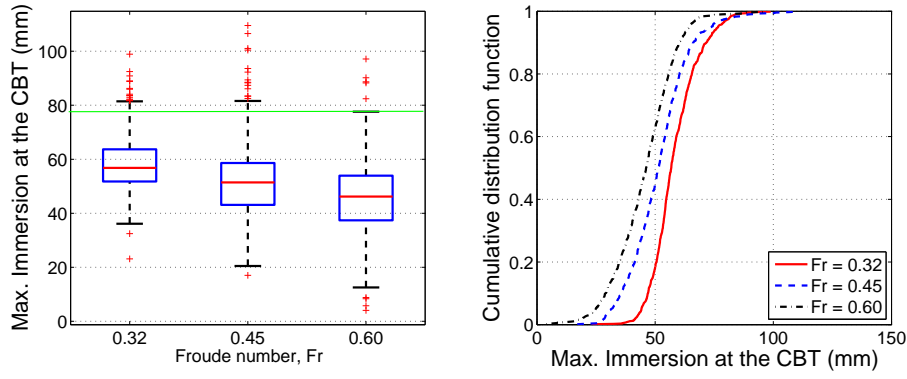 Max. Immersion at the CBT (mm)
100
80
60
40
20
0
0.32
0.45
0.60
Froude number, Fr
Cumulative distribution function
1
0.8
0.6
0.4
0.2
0
0
50
100
150
Max. Immersion at the CBT (mm)
Fr = 0.32
Fr = 0.45
Fr = 0.60